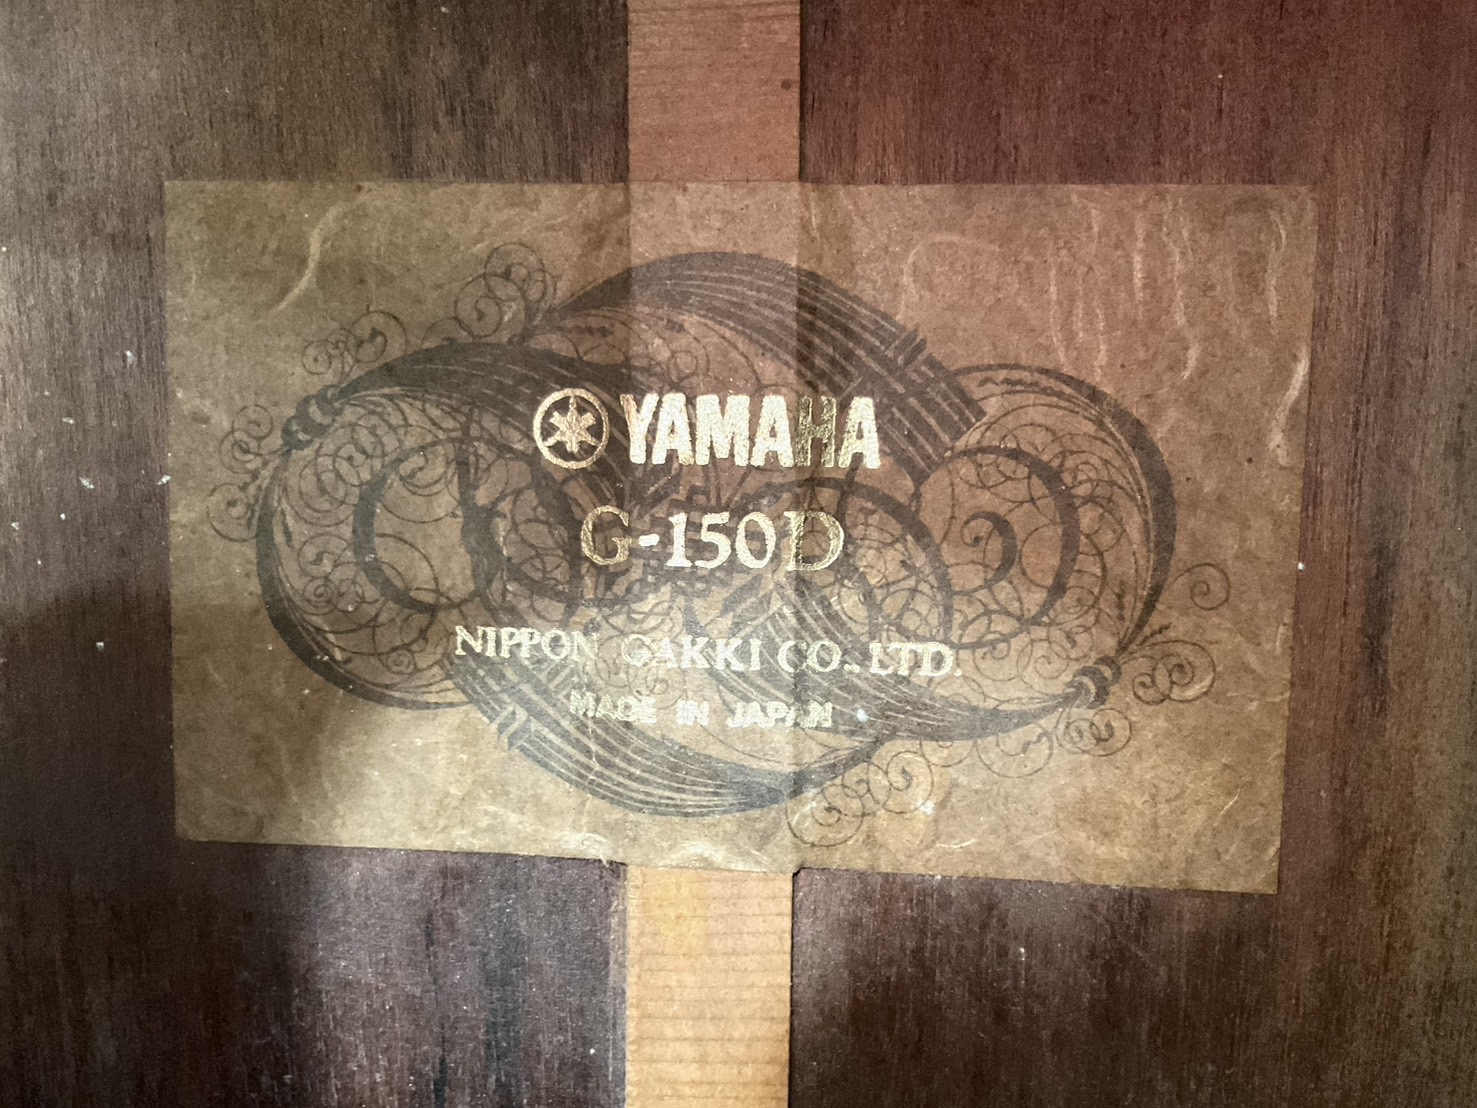 YAMAHA
G-150D
NIPPON GAKKI CO., LTD.
MADE IN JAPAN